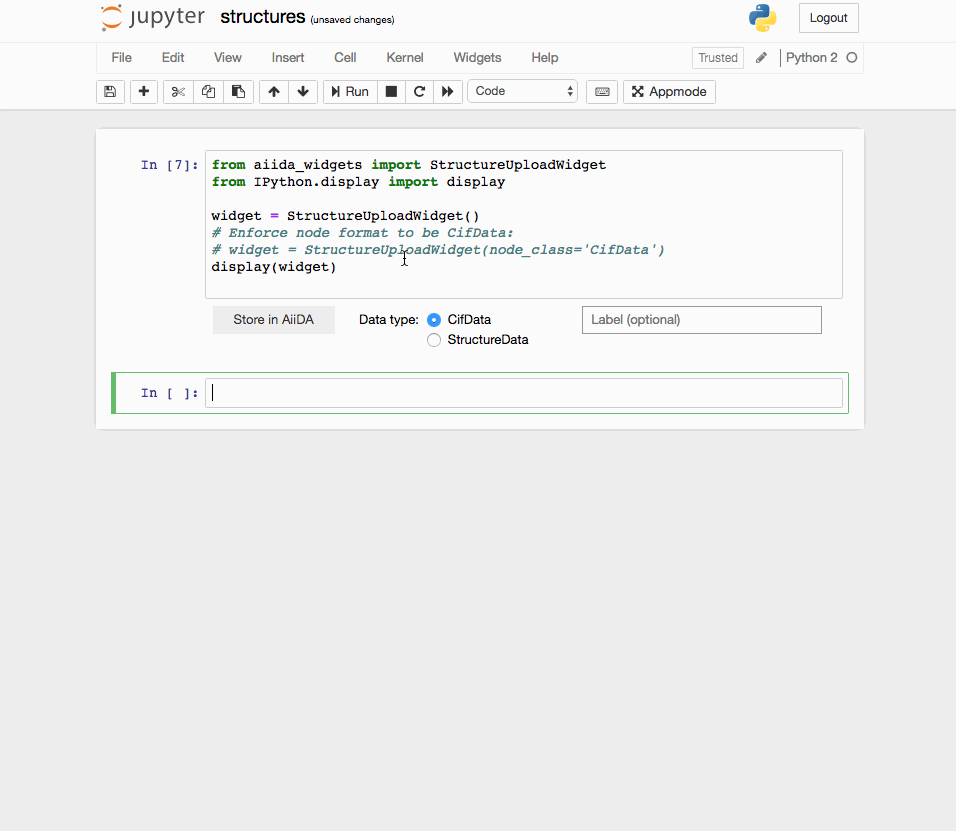 jupyter structures (unsaved changes) Logout
File Edit View Insert Cell Kernel Widgets Help Trusted Python 2
Run Code Appmode
In [7]: from aiida_widgets import StructureUploadWidget
from IPython.display import display
widget = StructureUploadWidget()
# Enforce node format to be CifData:
# widget = StructureUploadWidget(node_class='CifData')
display(widget)
Store in AiiDA Data type: CifData Label (optional)
StructureData
In [ ]: